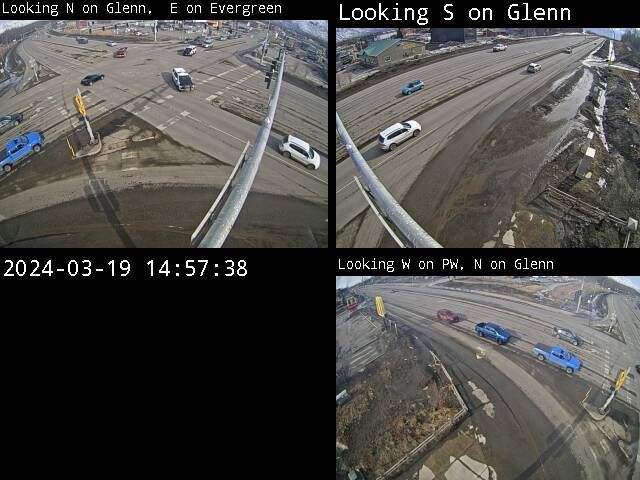 Looking N on Glenn, E on Evergreen
Looking S on Glenn
2024-03-19 14:57:38
Looking W on PW, N on Glenn